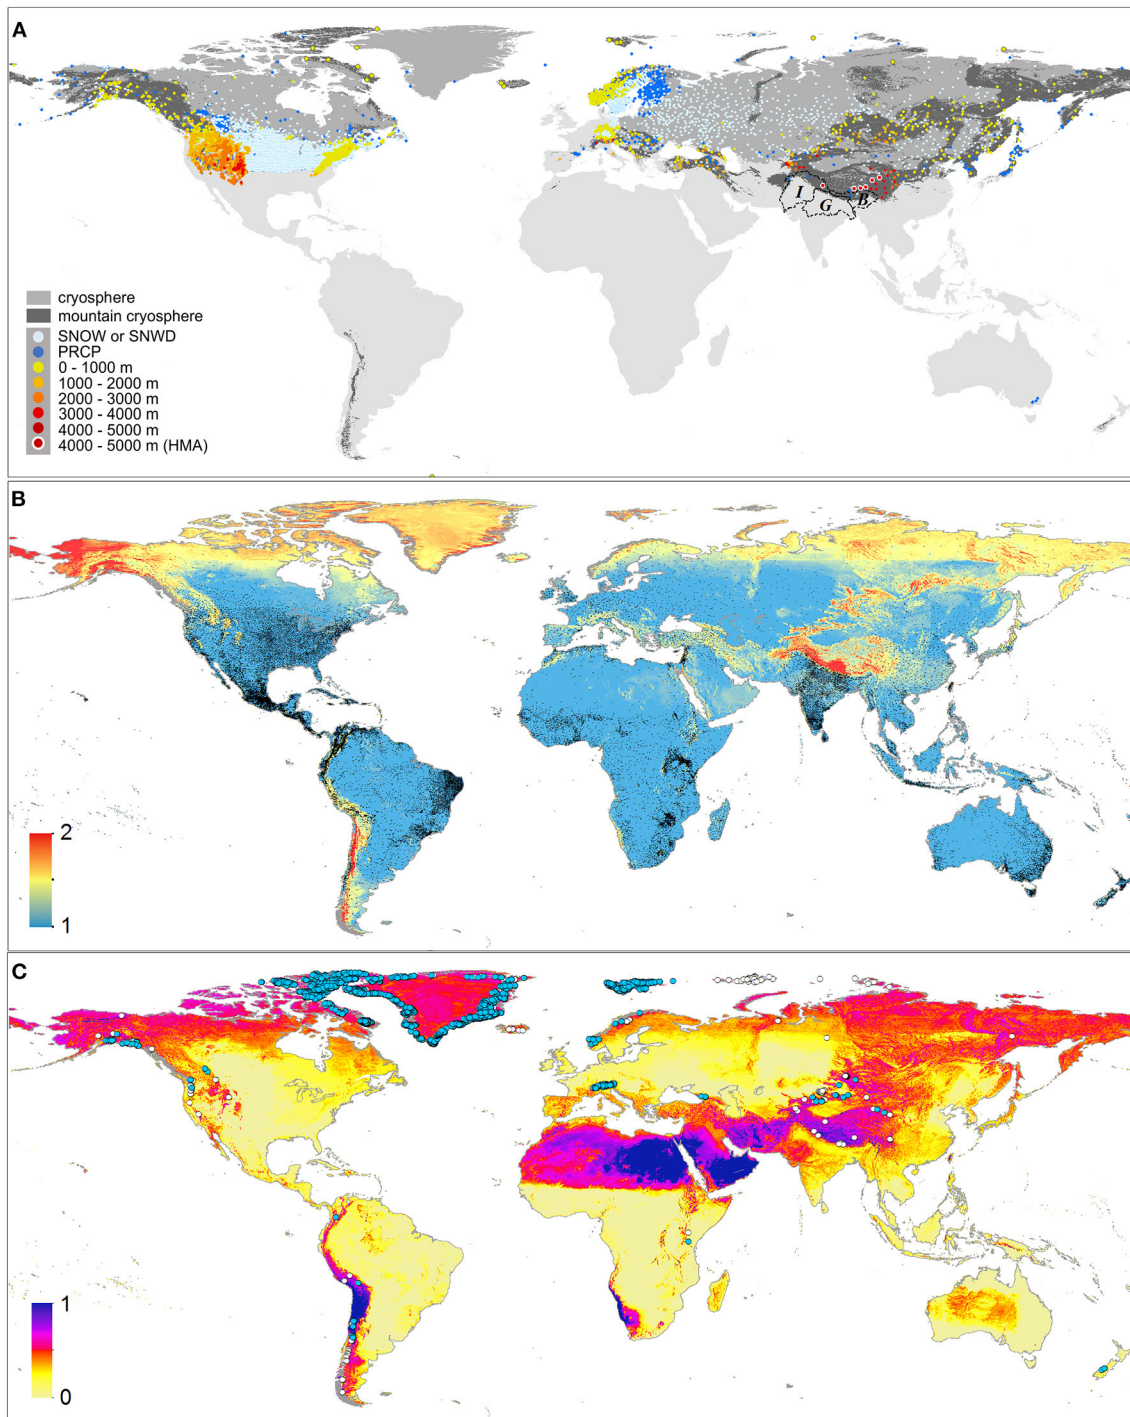 A
I
G
B
cryosphere
mountain cryosphere
SNOW or SNWD
PRCP
0 - 1000 m
1000 - 2000 m
2000 - 3000 m
3000 - 4000 m
4000 - 5000 m
4000 - 5000 m (HMA)
B
2
1
C
1
0